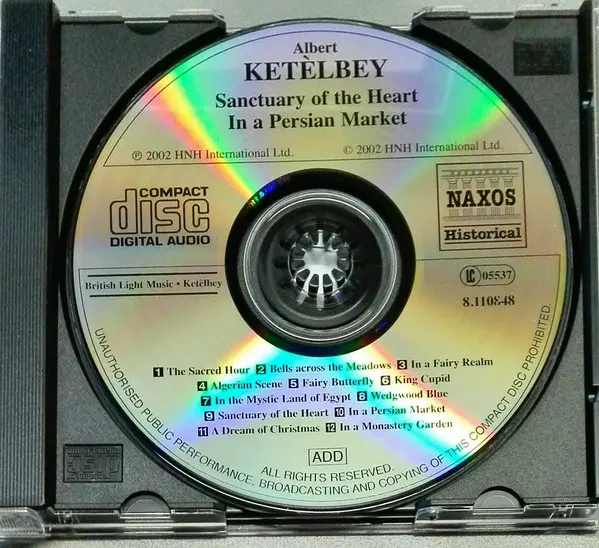 Albert
KETÈLBEY
Sanctuary of the Heart
In a Persian Market
℗ 2002 HNH International Ltd. © 2002 HNH International Ltd.
COMPACT
disc
DIGITAL AUDIO
NAXOS
Historical
British Light Music • Ketèlbey
LC 05537
8.110848
1 The Sacred Hour 2 Bells across the Meadows 3 In a Fairy Realm
4 Algerian Scene 5 Fairy Butterfly 6 King Cupid
7 In the Mystic Land of Egypt 8 Wedgwood Blue
9 Sanctuary of the Heart 10 In a Persian Market
11 A Dream of Christmas 12 In a Monastery Garden
ADD
ALL RIGHTS RESERVED.
UNAUTHORISED PUBLIC PERFORMANCE, BROADCASTING AND COPYING OF THIS COMPACT DISC PROHIBITED.